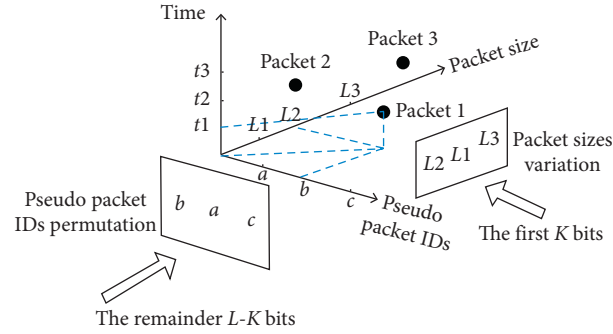 Time
Packet 3
Packet size
Packet 2
t3
L3
t2
Packet 1
L2
t1
L1
L3
L1
L2
Packet sizes
variation
a
b
c
Pseudo
packet IDs
Pseudo packet
IDs permutation
b
a
c
The first K bits
The remainder L-K bits